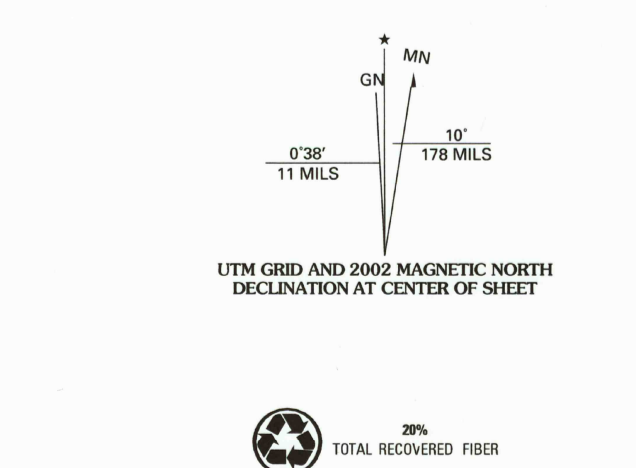 ★
MN
GN
10°
178 MILS
0°38'
11 MILS
UTM GRID AND 2002 MAGNETIC NORTH
DECLINATION AT CENTER OF SHEET
20%
TOTAL RECOVERED FIBER